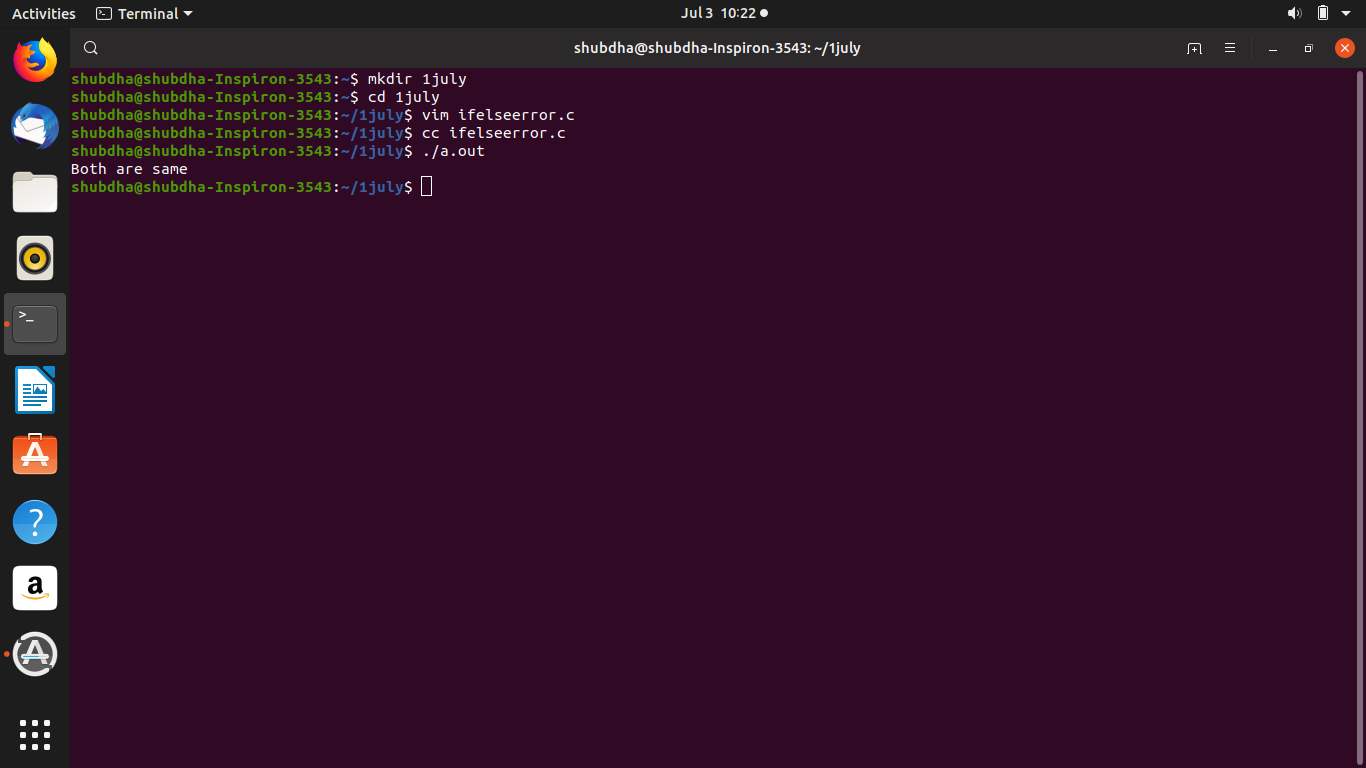 Activities Terminal Jul 3 10:22
shubdha@shubdha-Inspiron-3543: ~/1july
shubdha@shubdha-Inspiron-3543:~$ mkdir 1july
shubdha@shubdha-Inspiron-3543:~$ cd 1july
shubdha@shubdha-Inspiron-3543:~/1july$ vim ifelseerror.c
shubdha@shubdha-Inspiron-3543:~/1july$ cc ifelseerror.c
shubdha@shubdha-Inspiron-3543:~/1july$ ./a.out
Both are same
shubdha@shubdha-Inspiron-3543:~/1july$